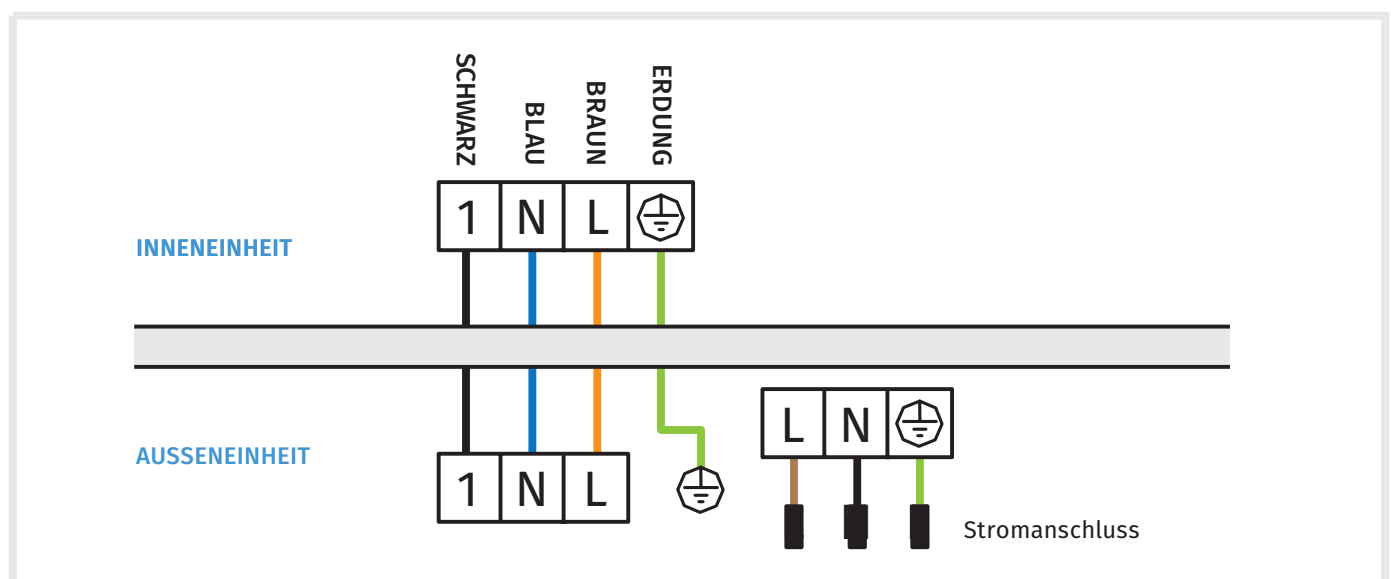 SCHWARZ
BLAU
BRAUN
ERDUNG
1 N L
INNENEINHEIT
L N
AUSSENEINHEIT
1 N L
Stromanschluss